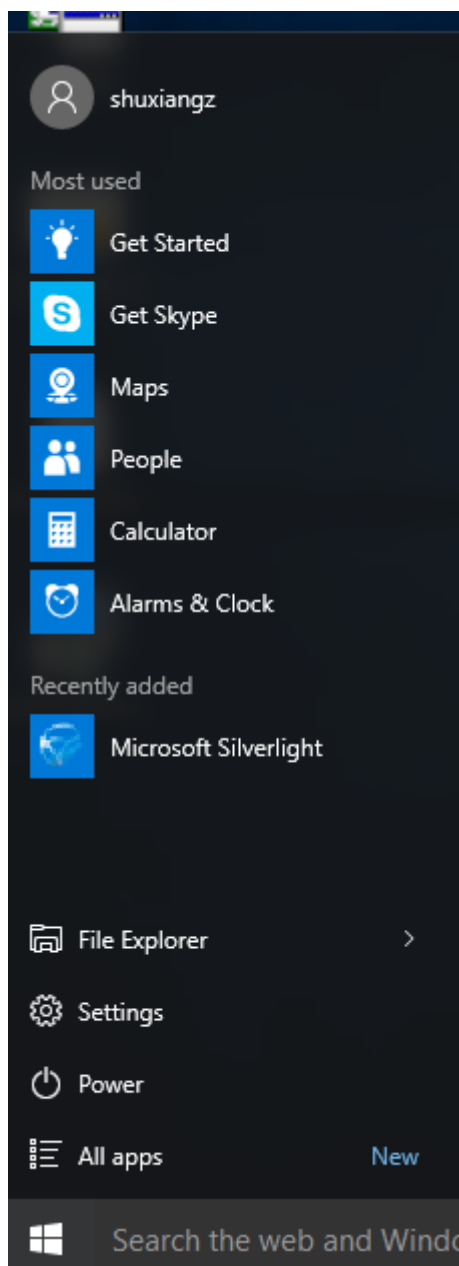 shuxiangz
Most used
Get Started
Get Skype
Maps
People
Calculator
Alarms & Clock
Recently added
Microsoft Silverlight
File Explorer
Settings
Power
All apps New
Search the web and Windo